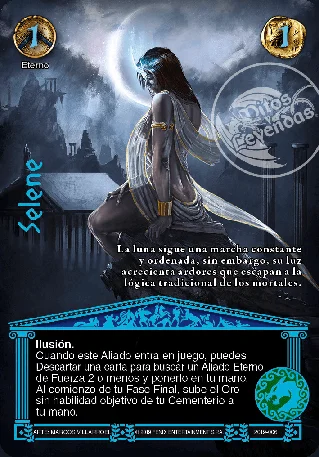 1
1
Eterno
Mitos
Leyendas
Selene
La luna sigue una marcha constante
y ordenada, sin embargo, su luz
acrecienta ardores que escapan a la
lógica tradicional de los mortales.
Ilusión.
Cuando este Aliado entra en juego, puedes
Descartar una carta para buscar un Aliado Eterno
de Fuerza 2 o menos y ponerlo en tu mano.
Al comienzo de tu Fase Final, sube el Oro
sin habilidad objetivo de tu Cementerio a
tu mano.